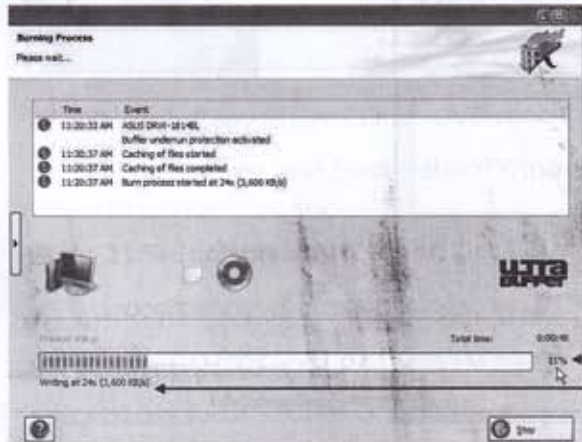 Burning Process
Please wait...
Time Event
11:20:33 AM ASUS DRW-1814BL
Buffer underrun protection activated
11:20:37 AM Caching of files started
11:20:37 AM Caching of files completed
11:20:37 AM Burn process started at 24x (3,600 KB/s)
ULTRA
BUFFER
Total time: 0:00:48
21%
Writing at 24x (3,600 KB/s)
Stop